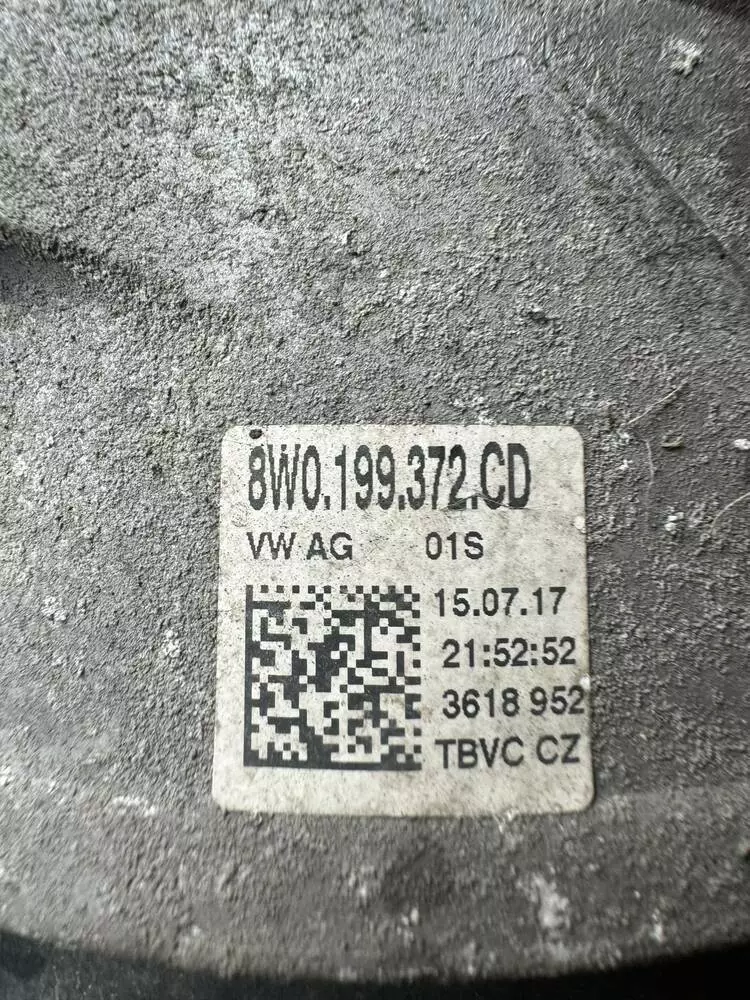 8W0.199.372.CD
VW AG 01S
15.07.17
21:52:52
3618 952
TBVC CZ